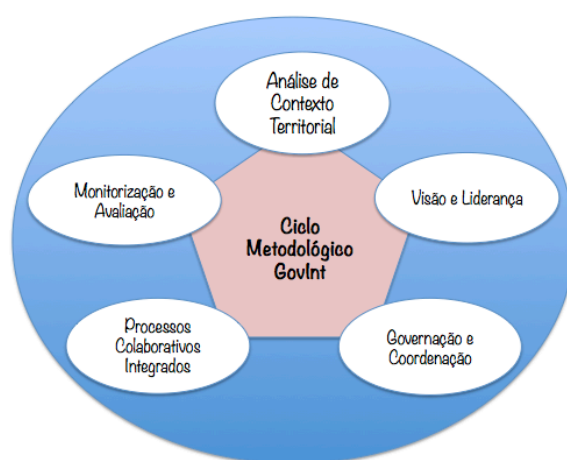 Análise de
Contexto
Territorial
Monitorização e
Avaliação
Visão e Liderança
Ciclo
Metodológico
GovInt
Processos
Colaborativos
Integrados
Governação e
Coordenação